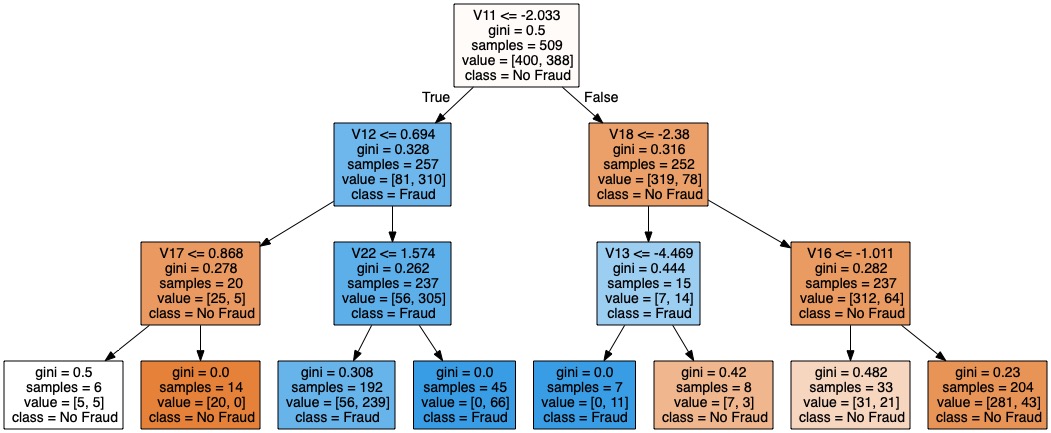 V11 <= -2.033
gini = 0.5
samples = 509
value = [400, 388]
class = No Fraud
True
False
V12 <= 0.694
gini = 0.328
samples = 257
value = [81, 310]
class = Fraud
V18 <= -2.38
gini = 0.316
samples = 252
value = [319, 78]
class = No Fraud
V17 <= 0.868
gini = 0.278
samples = 20
value = [25, 5]
class = No Fraud
V22 <= 1.574
gini = 0.262
samples = 237
value = [56, 305]
class = Fraud
V13 <= -4.469
gini = 0.444
samples = 15
value = [7, 14]
class = Fraud
V16 <= -1.011
gini = 0.282
samples = 237
value = [312, 64]
class = No Fraud
gini = 0.5
samples = 6
value = [5, 5]
class = No Fraud
gini = 0.0
samples = 14
value = [20, 0]
class = No Fraud
gini = 0.308
samples = 192
value = [56, 239]
class = Fraud
gini = 0.0
samples = 45
value = [0, 66]
class = Fraud
gini = 0.0
samples = 7
value = [0, 11]
class = Fraud
gini = 0.42
samples = 8
value = [7, 3]
class = No Fraud
gini = 0.482
samples = 33
value = [31, 21]
class = No Fraud
gini = 0.23
samples = 204
value = [281, 43]
class = No Fraud